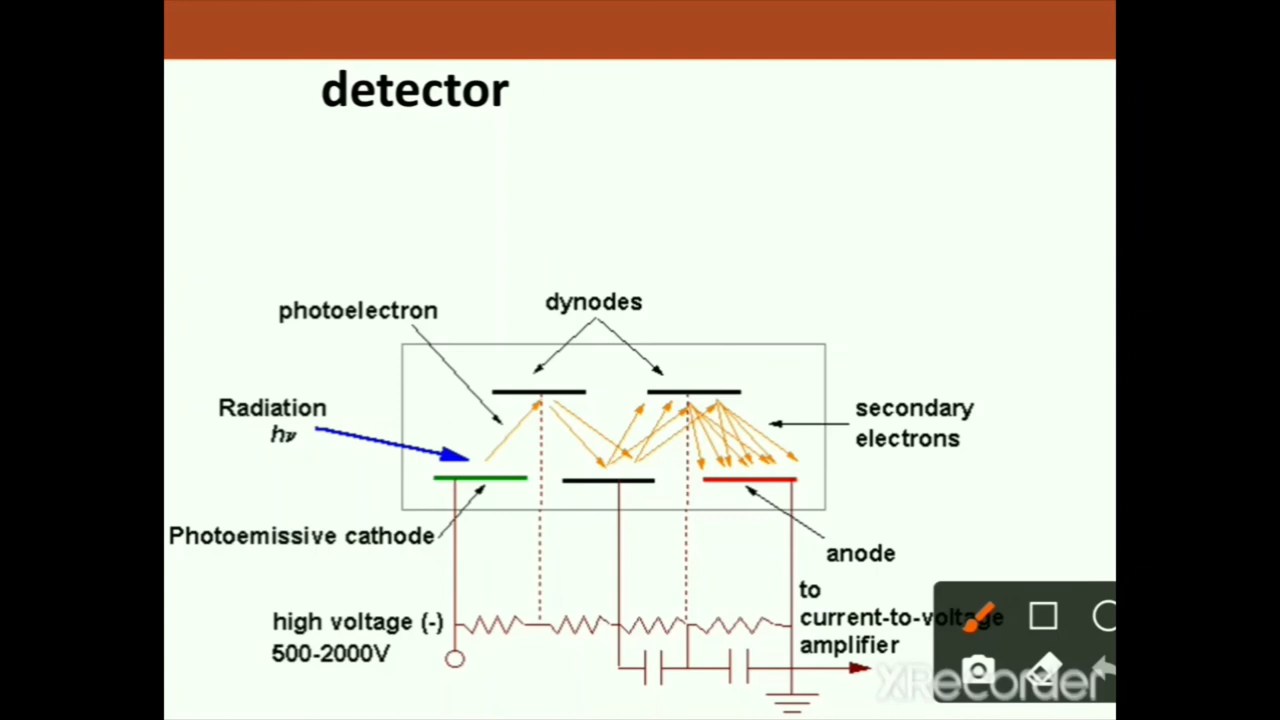 detector
photoelectron
dynodes
Radiation
hν
secondary
electrons
Photoemissive cathode
anode
high voltage (-)
500-2000V
to
current-to-voltage
amplifier
XRecorder